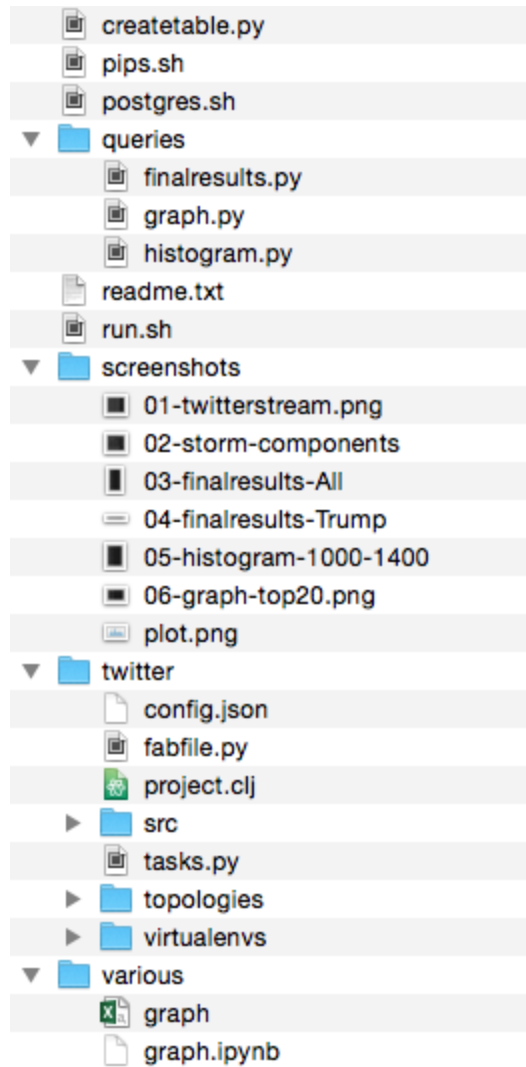 createtable.py
pips.sh
postgres.sh
queries
finalresults.py
graph.py
histogram.py
readme.txt
run.sh
screenshots
01-twitterstream.png
02-storm-components
03-finalresults-All
04-finalresults-Trump
05-histogram-1000-1400
06-graph-top20.png
plot.png
twitter
config.json
fabfile.py
project.clj
src
tasks.py
topologies
virtualenvs
various
graph
graph.ipynb